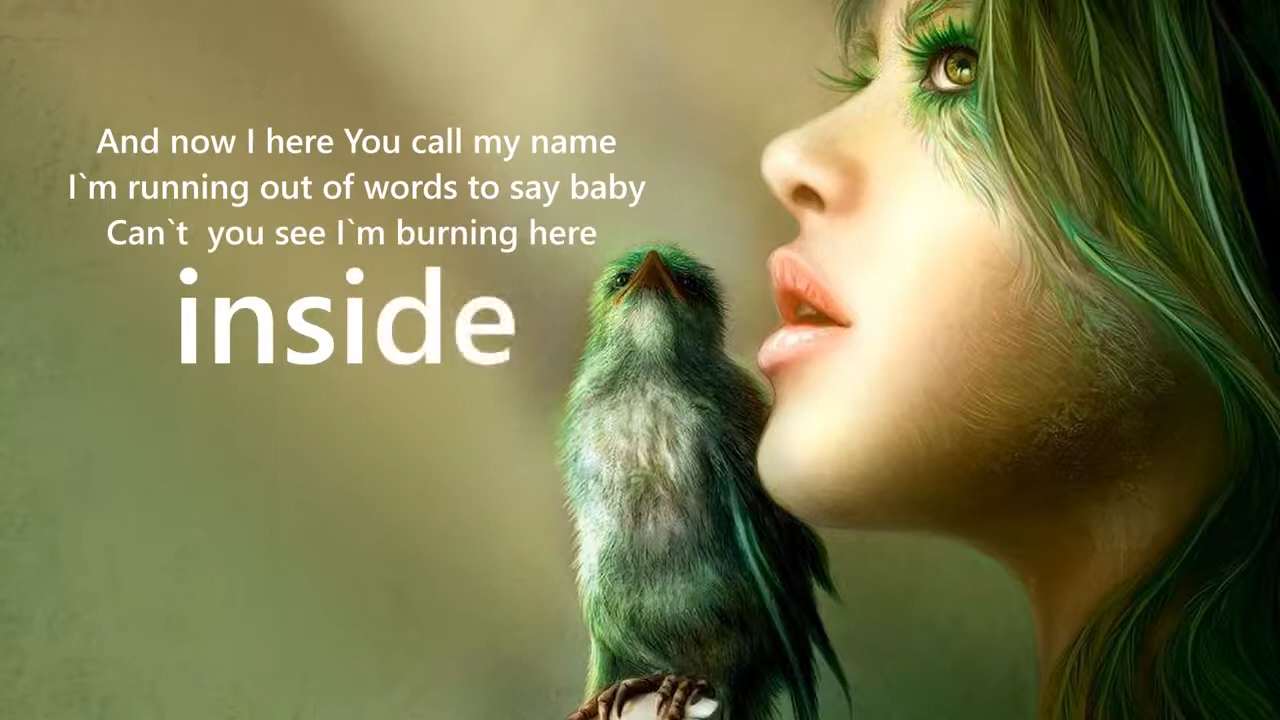 And now I here You call my name
I`m running out of words to say baby
Can`t  you see I`m burning here
inside